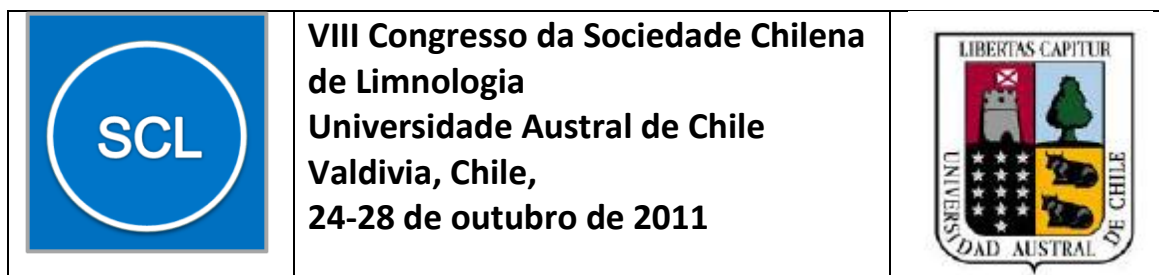 SCL
VIII Congresso da Sociedade Chilena
de Limnologia
Universidade Austral de Chile
Valdivia, Chile,
24-28 de outubro de 2011
LIBERTAS CAPITUR
UNIVERSIDAD AUSTRAL DE CHILE